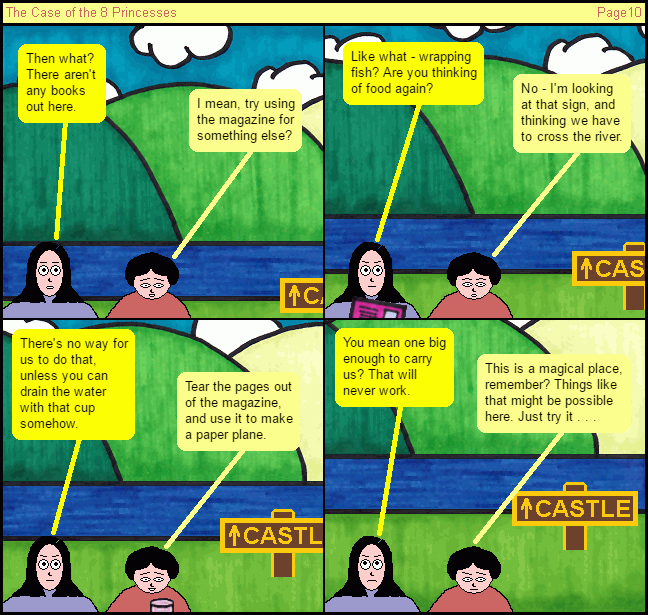 The Case of the 8 Princesses
Page10
Then what?
There aren't
any books
out here.
I mean, try using
the magazine for
something else?
↑CA
Like what - wrapping
fish? Are you thinking
of food again?
No - I'm looking
at that sign, and
thinking we have
to cross the river.
↑CAS
There's no way for
us to do that,
unless you can
drain the water
with that cup
somehow.
Tear the pages out
of the magazine,
and use it to make
a paper plane.
↑CASTL
You mean one big
enough to carry
us? That will
never work.
This is a magical place,
remember? Things like
that might be possible
here. Just try it . . .
↑CASTLE